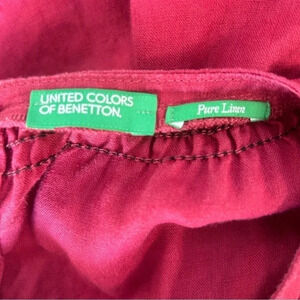 UNITED COLORS
OF BENETTON.
Pure Linen